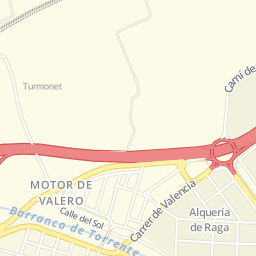 Camí de
Turmonet
MOTOR DE
VALERO
Carrer de Valencia
Calle del Sol
Alquería
de Raga
Barranco de Torrente